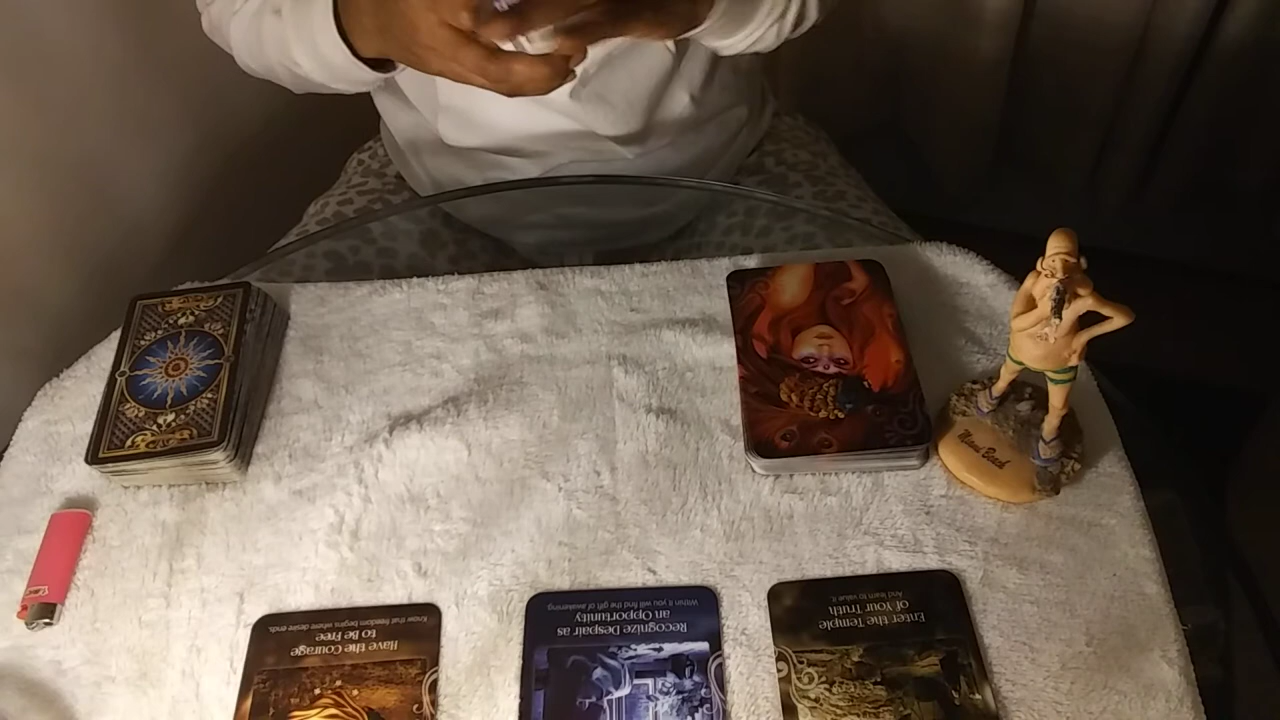 Have the Courage
to Be Free
Know that freedom begins where desire ends.
Recognize Despair as
an Opportunity
Within it you will find the gift of awakening
Enter the Temple
of Your Truth
And learn to value it.
Miami Beach